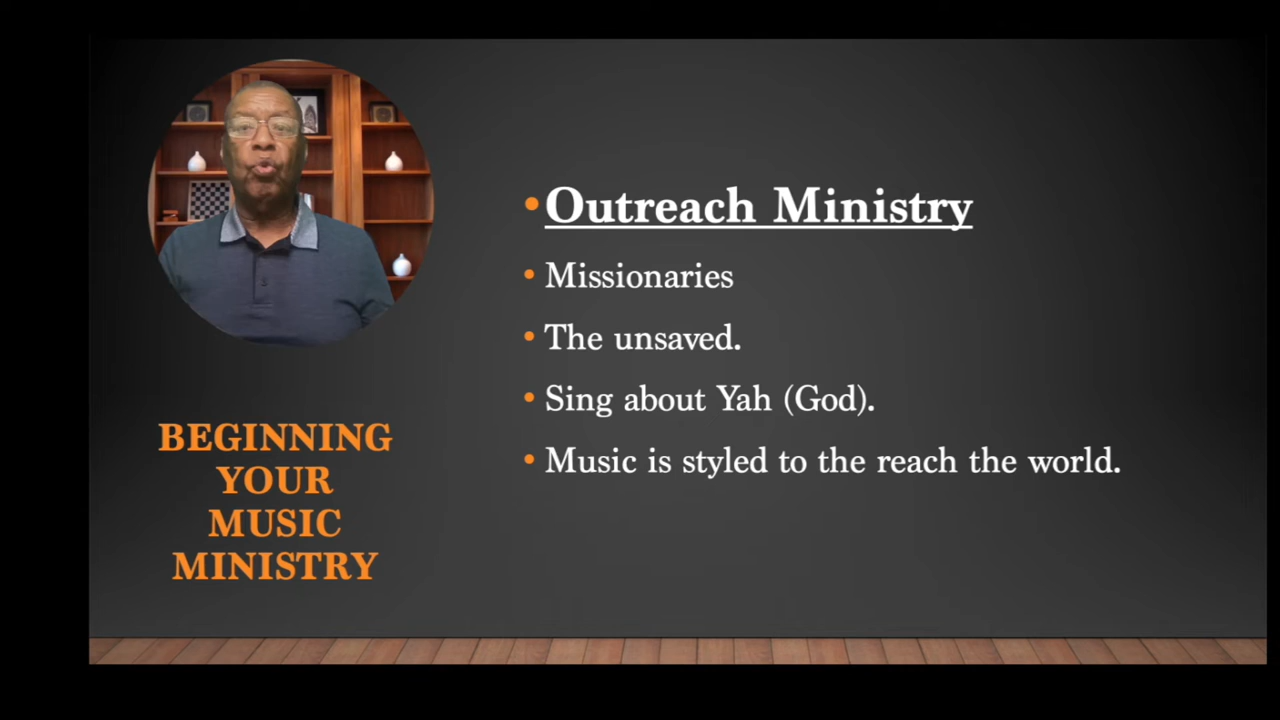 BEGINNING
YOUR
MUSIC
MINISTRY
•Outreach Ministry
• Missionaries
• The unsaved.
• Sing about Yah (God).
• Music is styled to the reach the world.